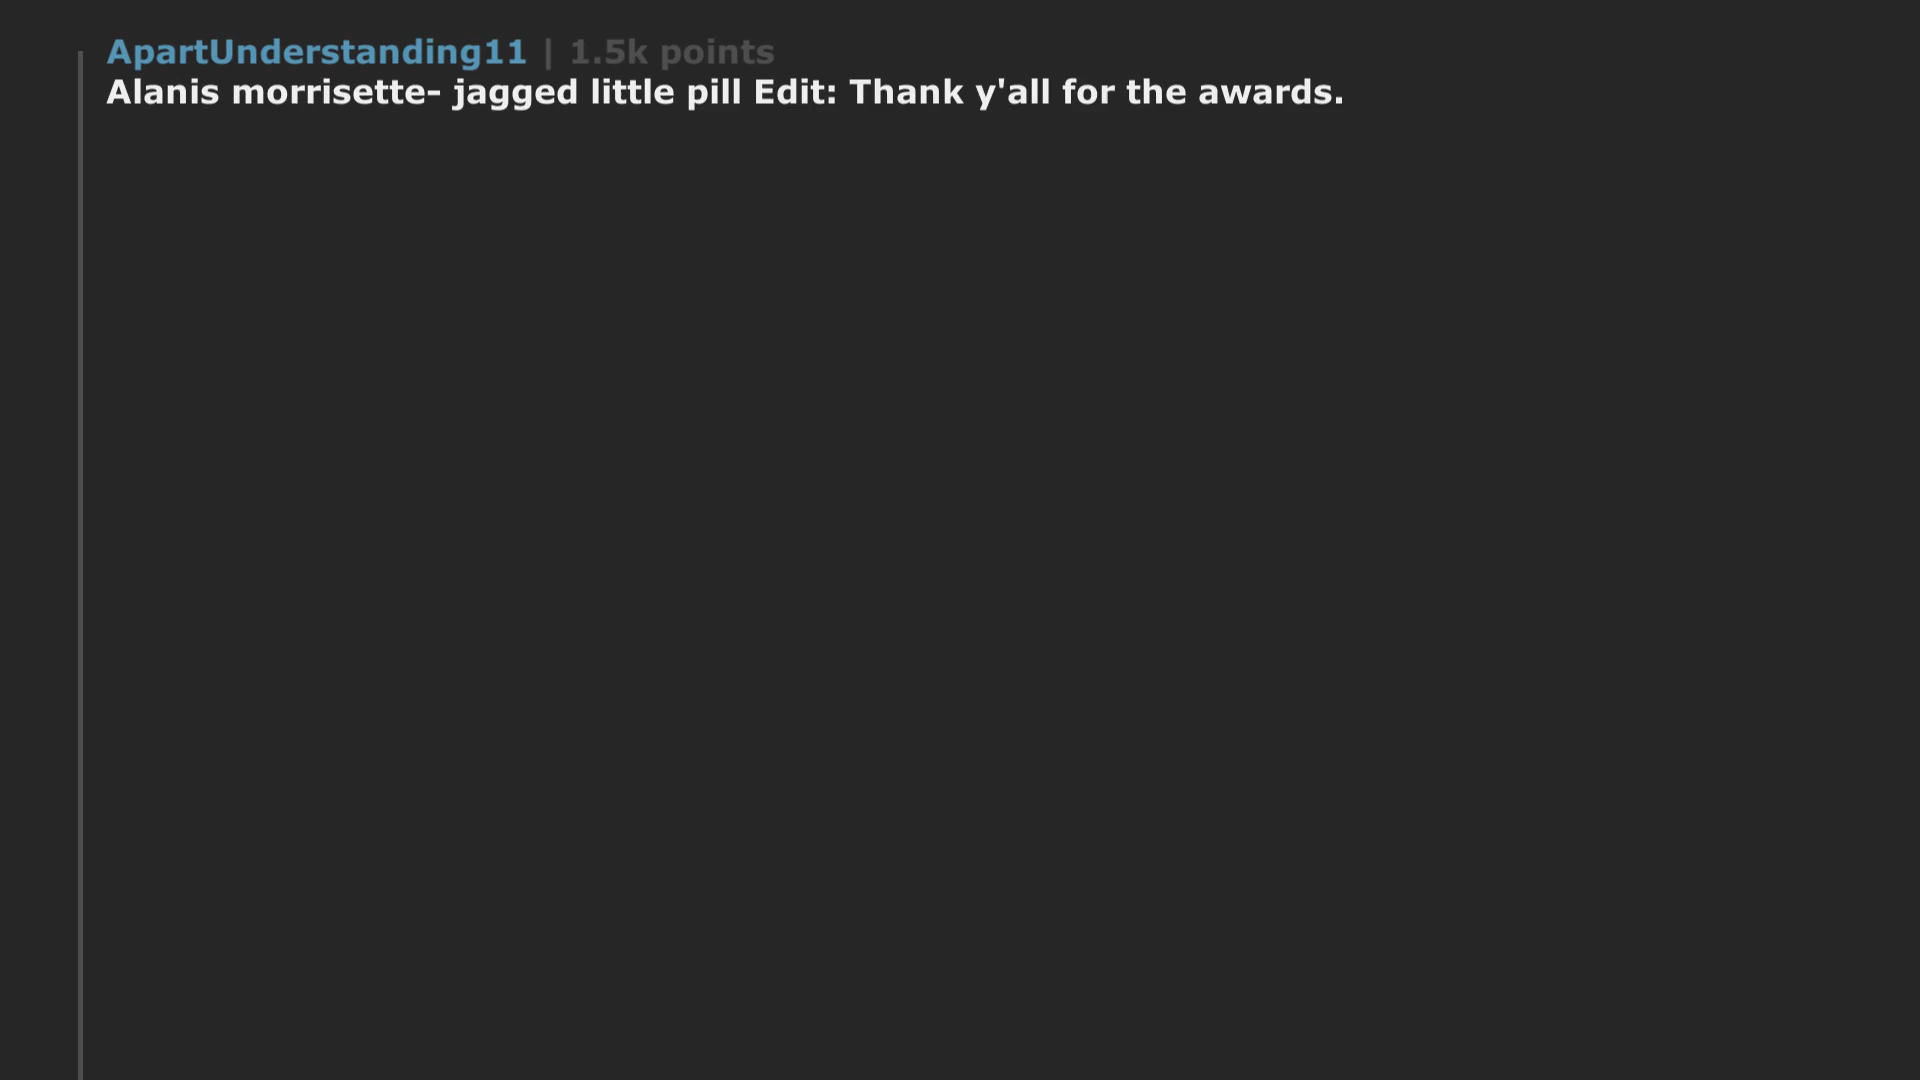 ApartUnderstanding11 | 1.5k points
Alanis morrisette- jagged little pill Edit: Thank y'all for the awards.